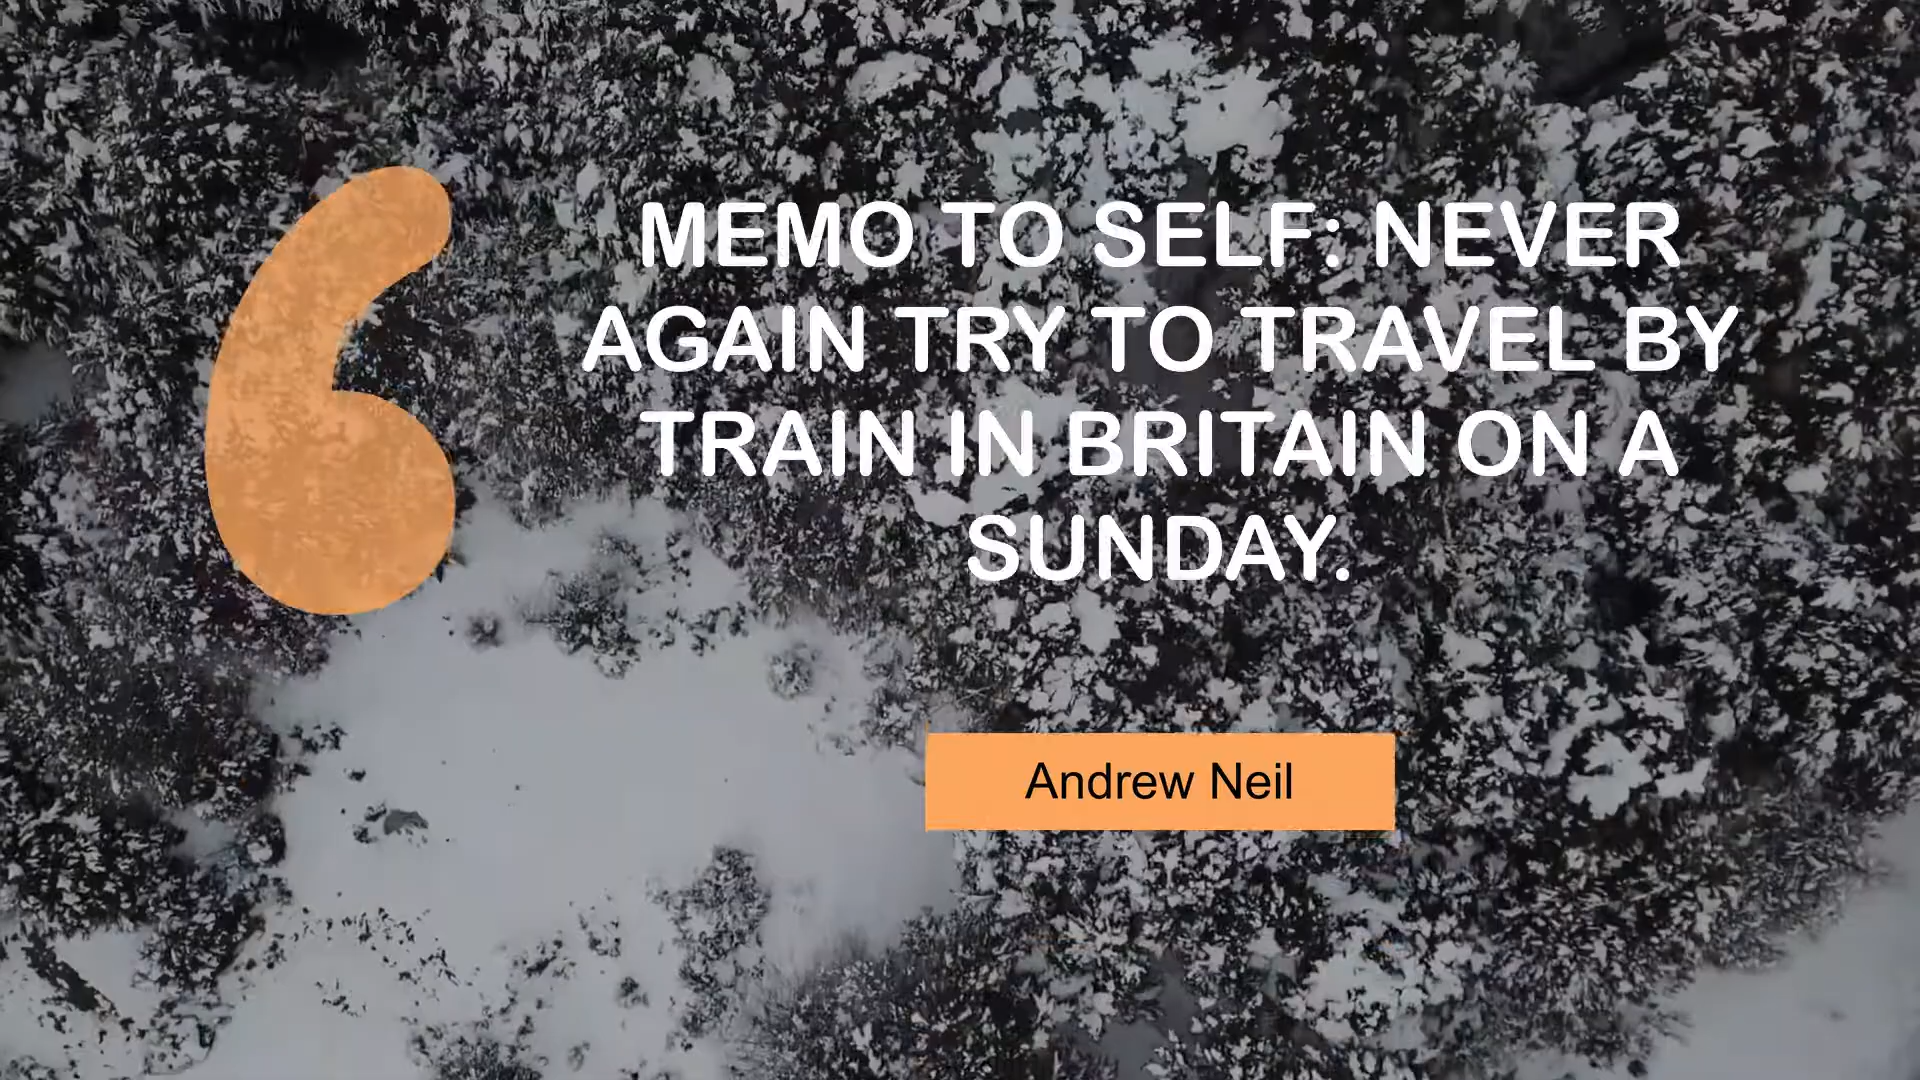 MEMO TO SELF: NEVER
AGAIN TRY TO TRAVEL BY
TRAIN IN BRITAIN ON A
SUNDAY.
Andrew Neil